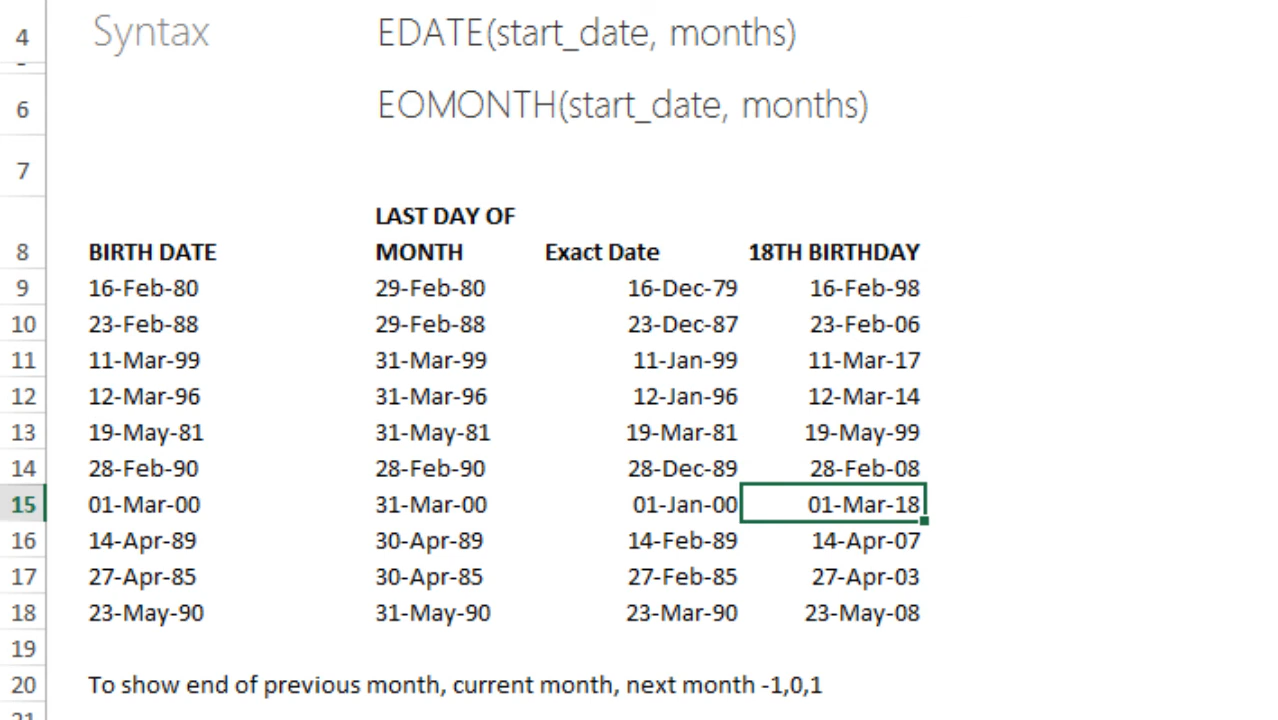 4 Syntax EDATE(start_date, months)
6 EOMONTH(start_date, months)
7
LAST DAY OF
8 BIRTH DATE MONTH Exact Date 18TH BIRTHDAY
9 16-Feb-80 29-Feb-80 16-Dec-79 16-Feb-98
10 23-Feb-88 29-Feb-88 23-Dec-87 23-Feb-06
11 11-Mar-99 31-Mar-99 11-Jan-99 11-Mar-17
12 12-Mar-96 31-Mar-96 12-Jan-96 12-Mar-14
13 19-May-81 31-May-81 19-Mar-81 19-May-99
14 28-Feb-90 28-Feb-90 28-Dec-89 28-Feb-08
15 01-Mar-00 31-Mar-00 01-Jan-00 01-Mar-18
16 14-Apr-89 30-Apr-89 14-Feb-89 14-Apr-07
17 27-Apr-85 30-Apr-85 27-Feb-85 27-Apr-03
18 23-May-90 31-May-90 23-Mar-90 23-May-08
19
20 To show end of previous month, current month, next month -1,0,1